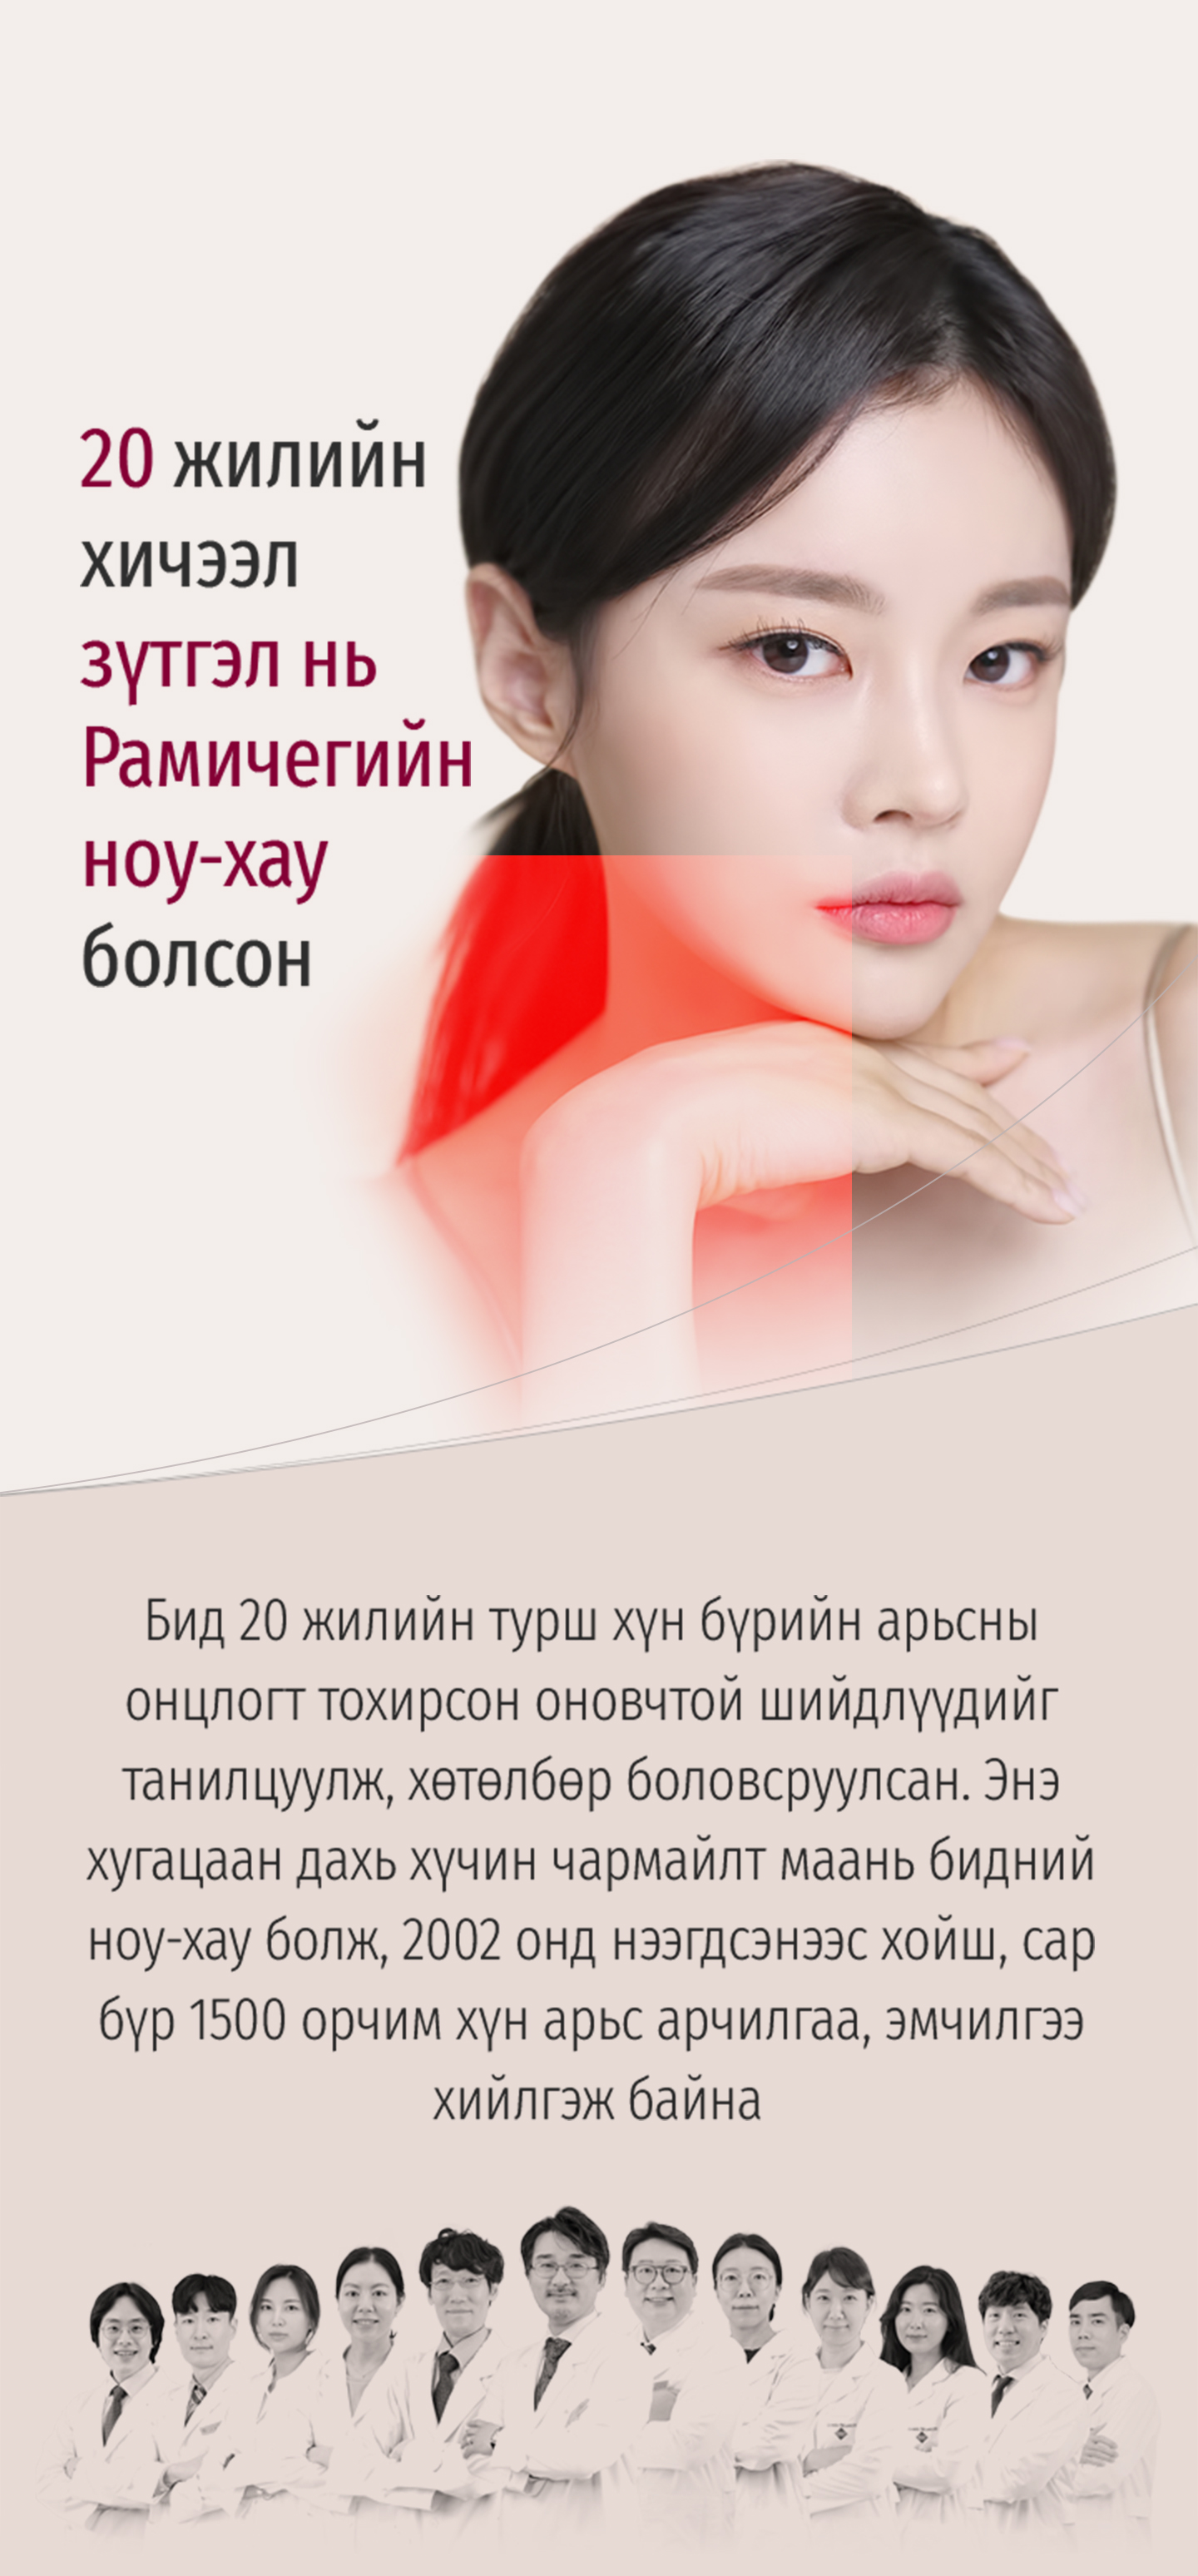 20 жилийн
хичээл
зүтгэл нь
Рамичегийн
ноу-хау
болсон
Бид 20 жилийн турш хүн бүрийн арьсны
онцлогт тохирсон оновчтой шийдлүүдийг
танилцуулж, хөтөлбөр боловсруулсан. Энэ
хугацаан дахь хүчин чармайлт маань бидний
ноу-хау болж, 2002 онд нээгдсэнээс хойш, сар
бүр 1500 орчим хүн арьс арчилгаа, эмчилгээ
хийлгэж байна